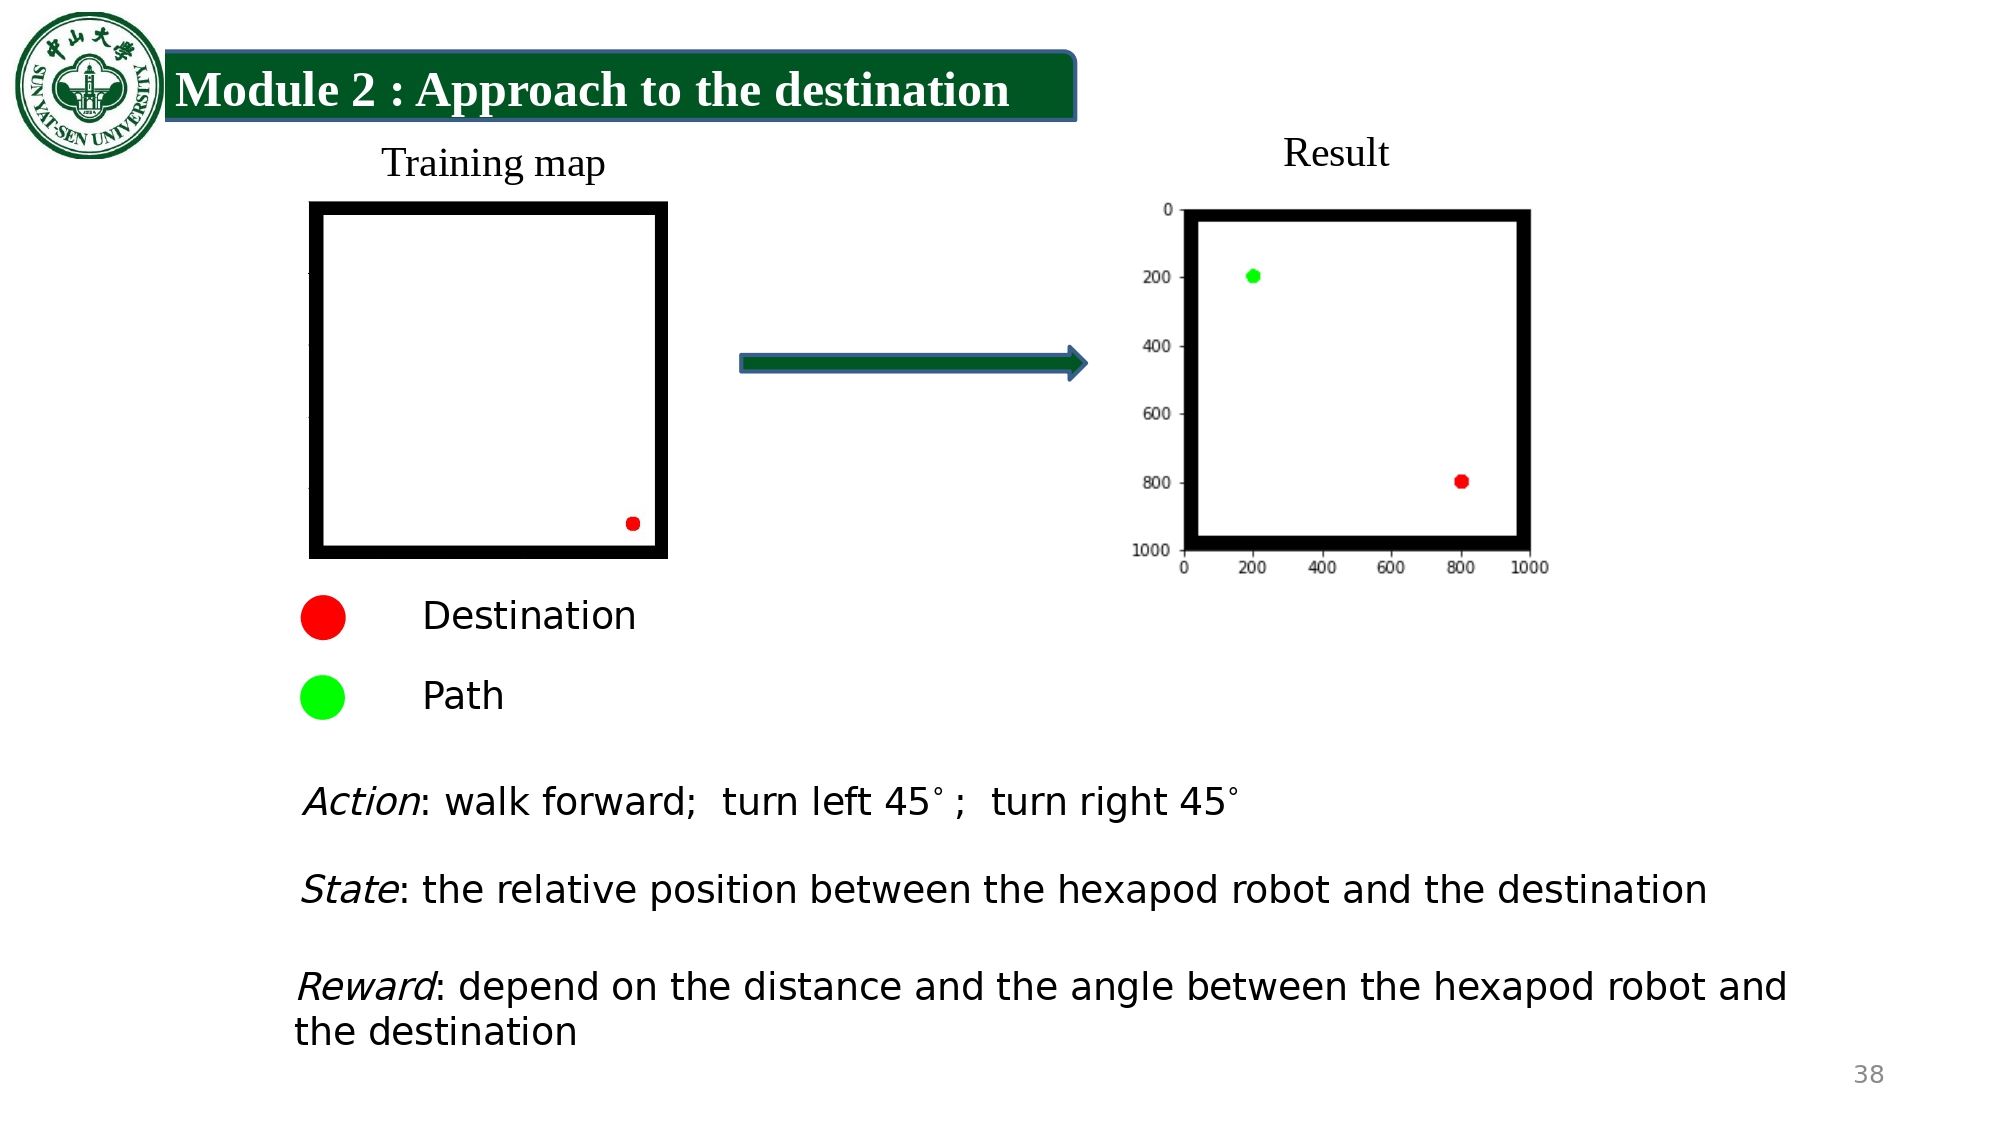 中山大学
SUN YAT-SEN UNIVERSITY
Module 2 : Approach to the destination
Training map
Result
0
200
400
600
800
1000
0 200 400 600 800 1000
Destination
Path
Action: walk forward; turn left 45° ; turn right 45°
State: the relative position between the hexapod robot and the destination
Reward: depend on the distance and the angle between the hexapod robot and
the destination
38